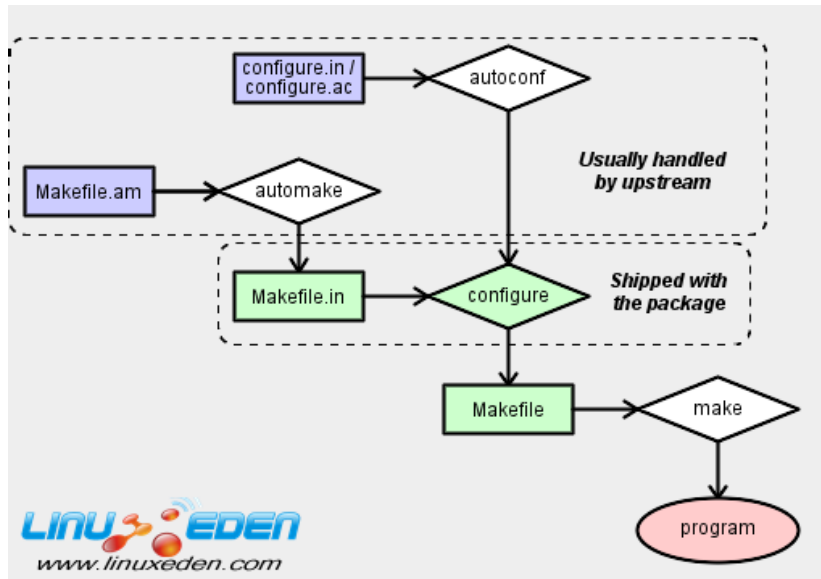 configure.in /
configure.ac
autoconf
Usually handled
by upstream
Makefile.am
automake
Makefile.in
configure
Shipped with
the package
Makefile
make
program
LINUXEDEN
www.linuxeden.com